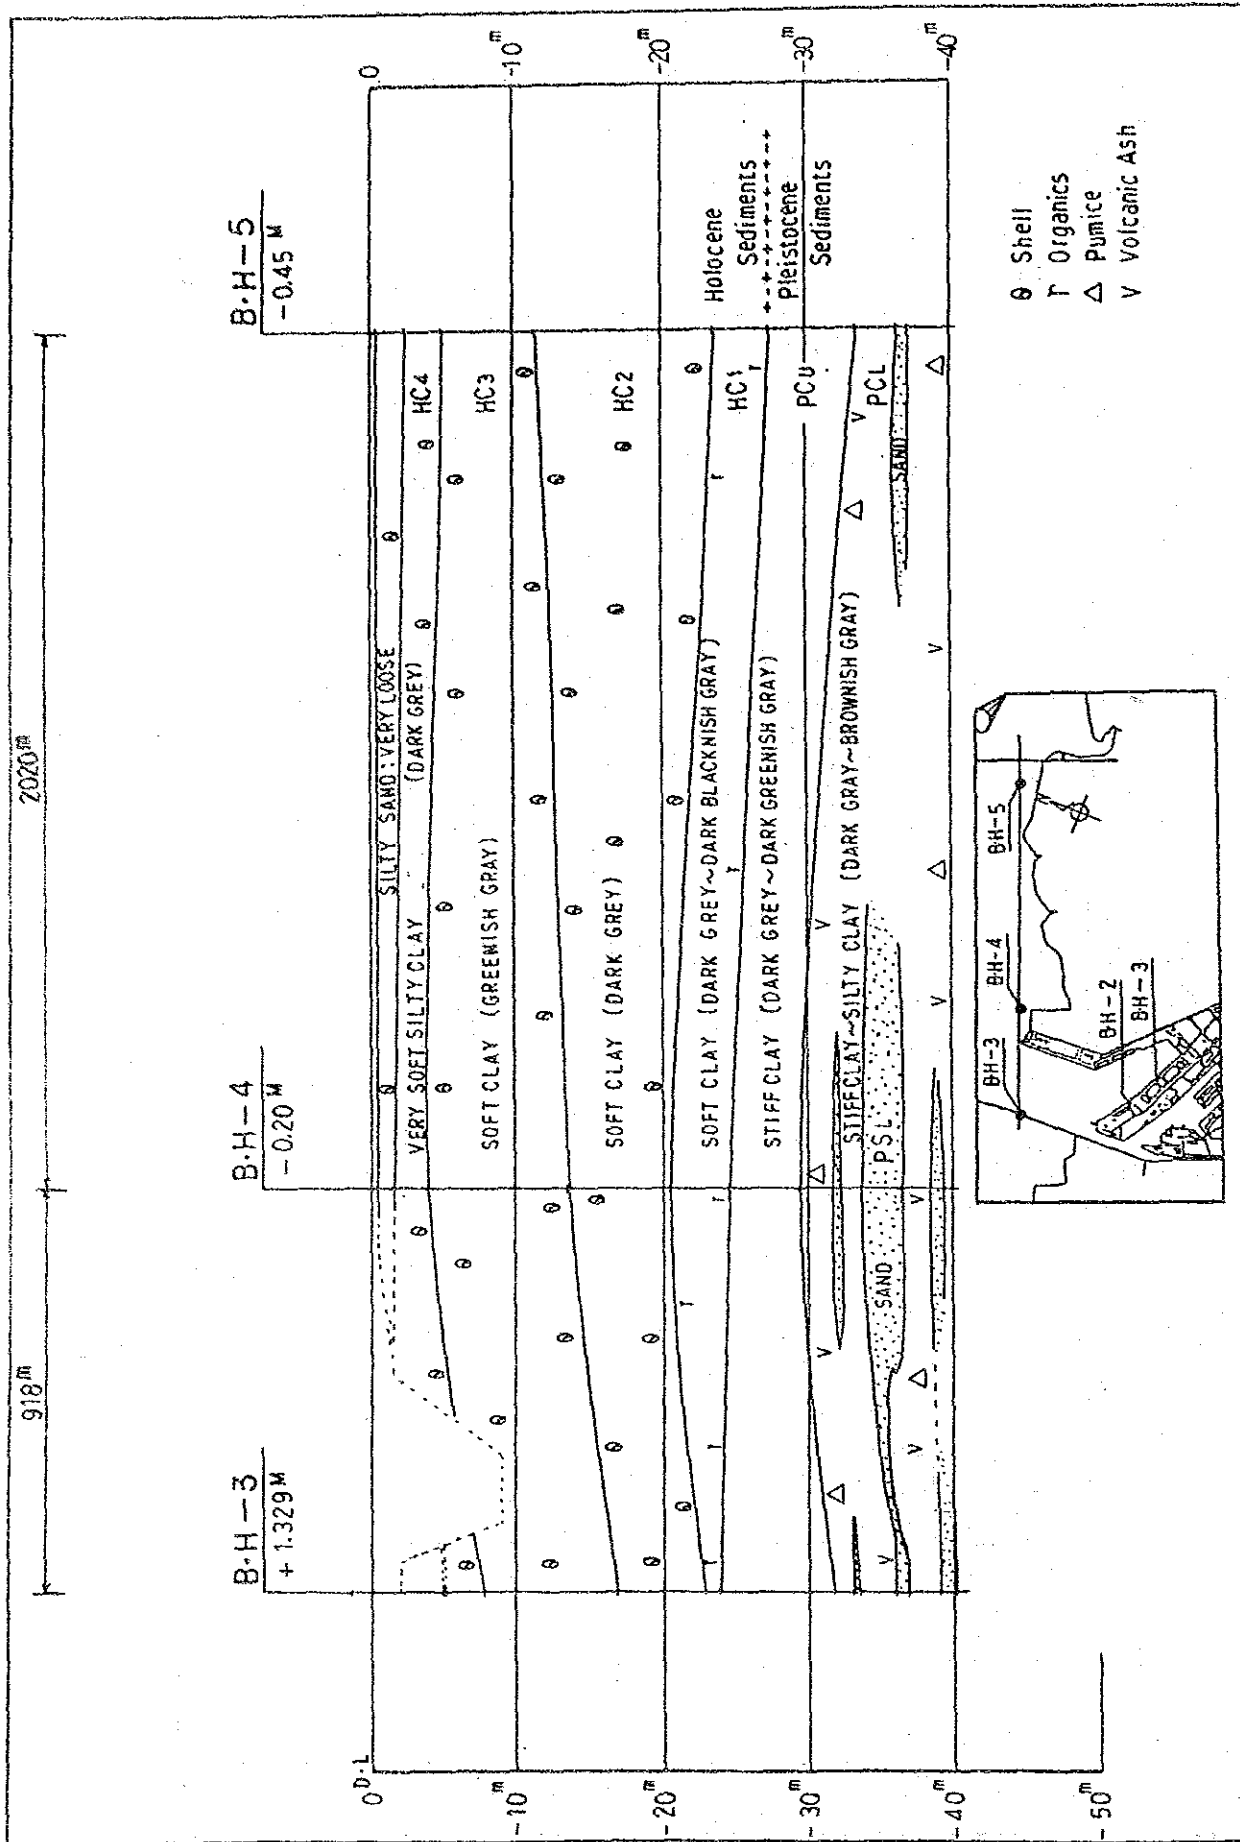 918m
2020m
B·H-3
+ 1.329 M
B·H-4
- 0.20 M
B·H-5
- 0.45 M
0 D·L
-10m
-20m
-30m
-40m
-50m
0
-10m
-20m
-30m
-40m
SILTY SAND : VERY LOOSE
VERY SOFT SILTY CLAY (DARK GREY) HC4
SOFT CLAY (GREENISH GRAY) HC3
SOFT CLAY (DARK GREY) HC2
SOFT CLAY (DARK GREY~DARK BLACKNISH GRAY) HC1
STIFF CLAY (DARK GREY~DARK GREENISH GRAY) PCU
STIFF CLAY~SILTY CLAY (DARK GRAY~BROWNISH GRAY) PCL
SAND PSL
SAND
Holocene
Sediments
Pleistocene
Sediments
θ Shell
r Organics
△ Pumice
V Volcanic Ash
BH-3
BH-4
BH-5
BH-2
BH-3